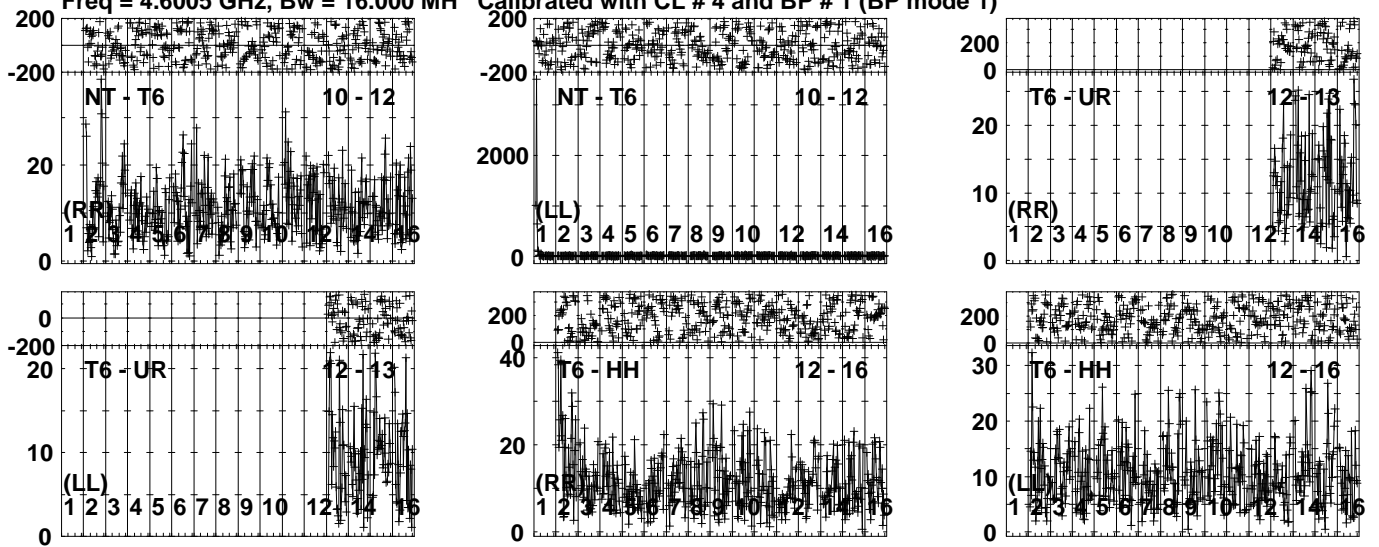 Freq = 4.6005 GHz, Bw = 16.000 MH Calibrated with CL # 4 and BP # 1 (BP mode 1)
200
-200
NT - T6 10 - 12
20
(RR)
1 2 3 4 5 6 7 8 9 10 12 14 16
0
200
-200
NT - T6 10 - 12
2000
(LL)
1 2 3 4 5 6 7 8 9 10 12 14 16
0
200
0
T6 - UR 12 - 13
20
10
(RR)
1 2 3 4 5 6 7 8 9 10 12 14 16
0
0
-200
20
T6 - UR 12 - 13
10
(LL)
1 2 3 4 5 6 7 8 9 10 12 14 16
0
200
0
40
T6 - HH 12 - 16
20
(RR)
1 2 3 4 5 6 7 8 9 10 12 14 16
0
200
0
30
T6 - HH 12 - 16
20
10
(LL)
1 2 3 4 5 6 7 8 9 10 12 14 16
0